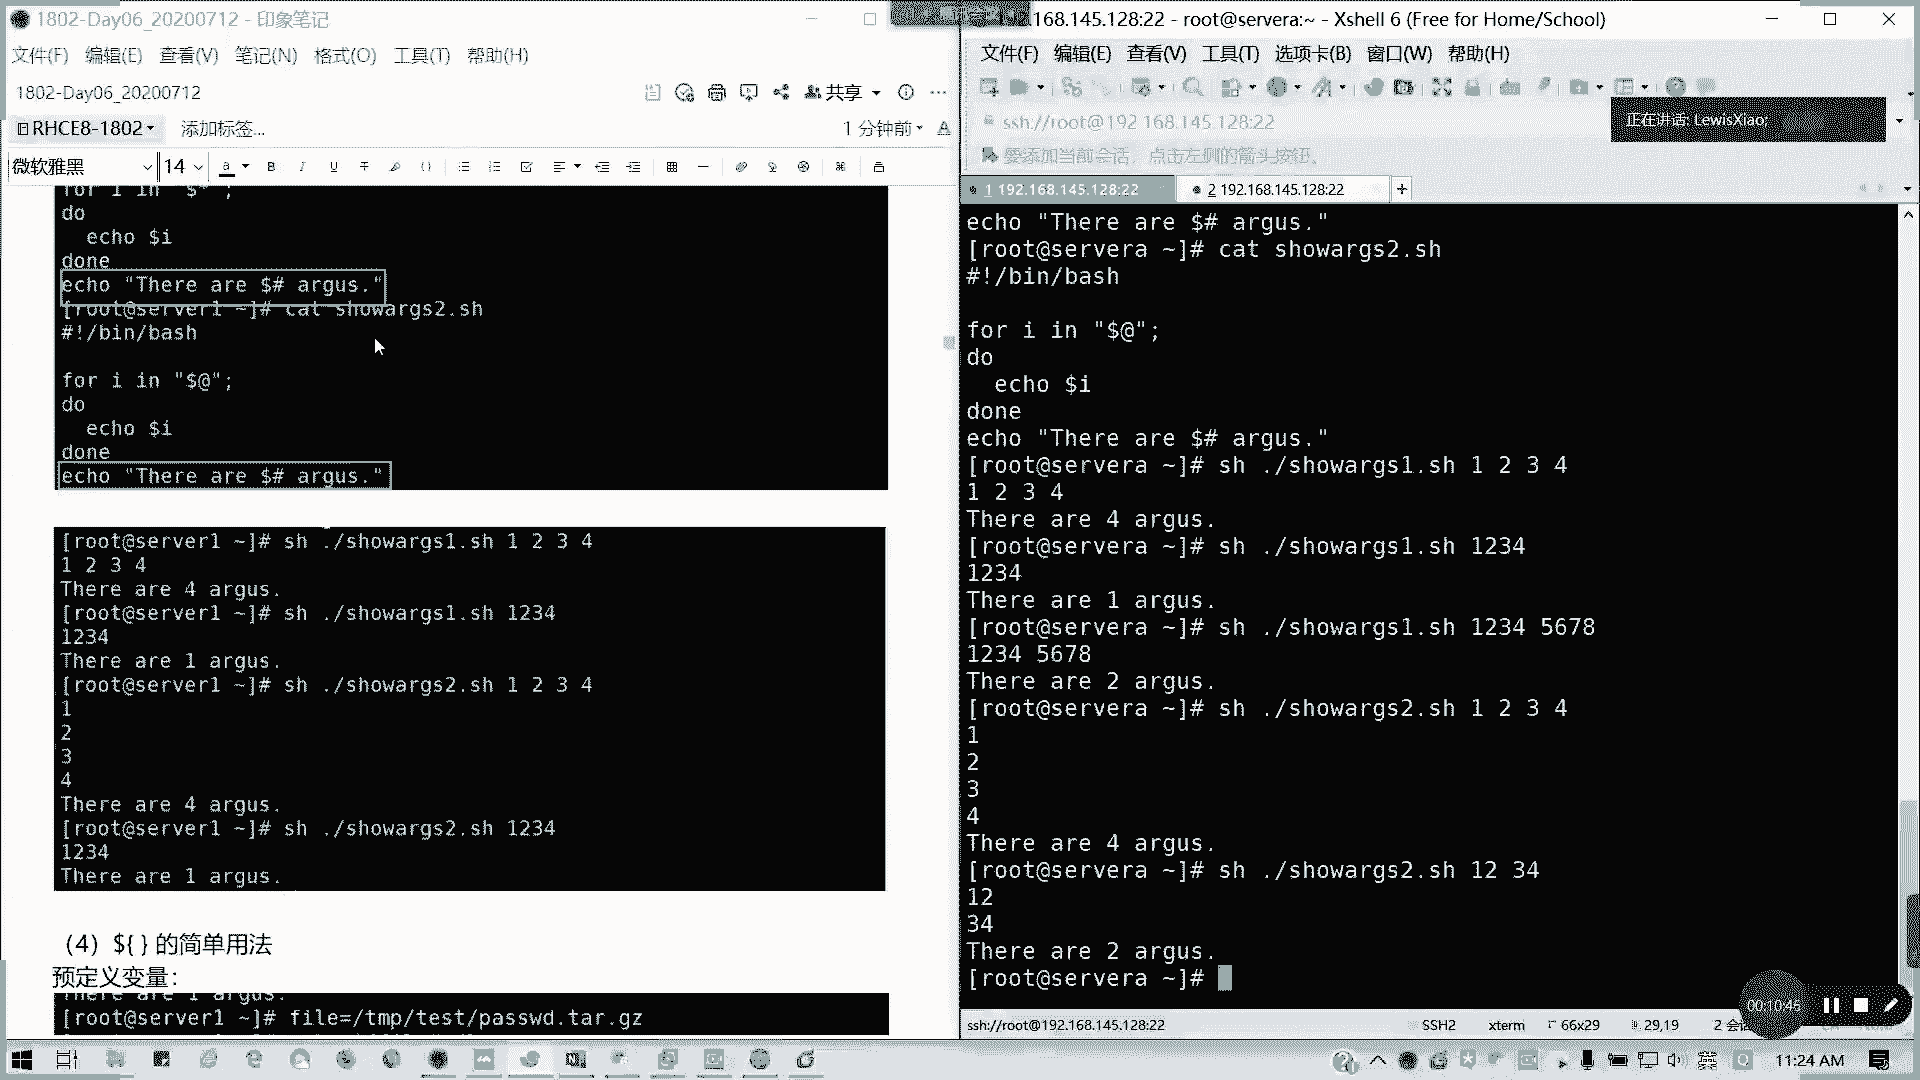 1802-Day06_20200712 - 印象笔记
文件(F) 编辑(E) 查看(V) 笔记(N) 格式(O) 工具(T) 帮助(H)
1802-Day06_20200712
共享
RHCE8-1802 添加标签...
1 分钟前
微软雅黑 14
for i in "$*";
do
  echo $i
done
echo "There are $# argus."
[root@server1 ~]# cat showargs2.sh
#!/bin/bash
for i in "$@";
do
  echo $i
done
echo "There are $# argus."
[root@server1 ~]# sh ./showargs1.sh 1 2 3 4
1 2 3 4
There are 4 argus.
[root@server1 ~]# sh ./showargs1.sh 1234
1234
There are 1 argus.
[root@server1 ~]# sh ./showargs2.sh 1 2 3 4
1
2
3
4
There are 4 argus.
[root@server1 ~]# sh ./showargs2.sh 1234
1234
There are 1 argus.
（4）${ } 的简单用法
预定义变量：
There are 1 argus.
[root@server1 ~]# file=/tmp/test/passwd.tar.gz
168.145.128:22 - root@servera:~ - Xshell 6 (Free for Home/School)
文件(F) 编辑(E) 查看(V) 工具(T) 选项卡(B) 窗口(W) 帮助(H)
ssh://root@192.168.145.128:22
正在讲话: LewisXiao;
要添加当前会话，点击左侧的箭头按钮。
1 192.168.145.128:22
2 192.168.145.128:22
echo "There are $# argus."
[root@servera ~]# cat showargs2.sh
#!/bin/bash
for i in "$@";
do
  echo $i
done
echo "There are $# argus."
[root@servera ~]# sh ./showargs1.sh 1 2 3 4
1 2 3 4
There are 4 argus.
[root@servera ~]# sh ./showargs1.sh 1234
1234
There are 1 argus.
[root@servera ~]# sh ./showargs1.sh 1234 5678
1234 5678
There are 2 argus.
[root@servera ~]# sh ./showargs2.sh 1 2 3 4
1
2
3
4
There are 4 argus.
[root@servera ~]# sh ./showargs2.sh 12 34
12
34
There are 2 argus.
[root@servera ~]#
00:10:45
ssh://root@192.168.145.128:22
SSH2 xterm 66x29 29,19 2 会
英
11:24 AM